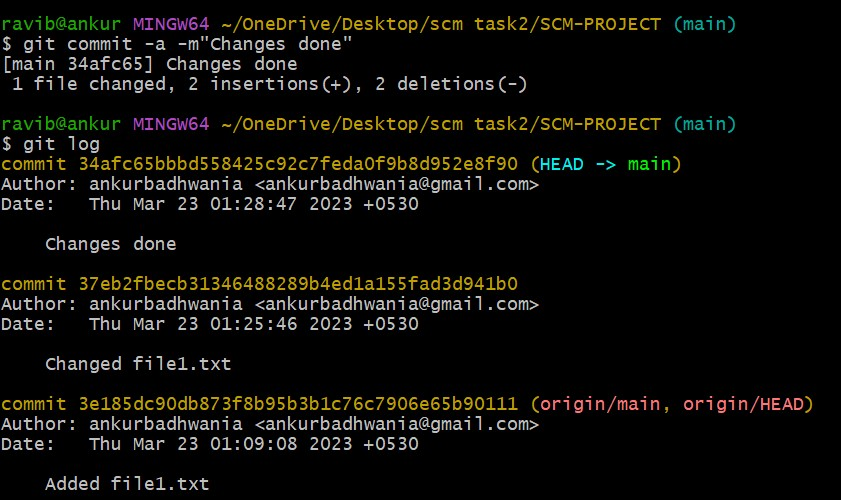 ravib@ankur MINGW64 ~/OneDrive/Desktop/scm task2/SCM-PROJECT (main)
$ git commit -a -m"Changes done"
[main 34afc65] Changes done
 1 file changed, 2 insertions(+), 2 deletions(-)

ravib@ankur MINGW64 ~/OneDrive/Desktop/scm task2/SCM-PROJECT (main)
$ git log
commit 34afc65bbbd558425c92c7feda0f9b8d952e8f90 (HEAD -> main)
Author: ankurbadhwania <ankurbadhwania@gmail.com>
Date:   Thu Mar 23 01:28:47 2023 +0530

    Changes done

commit 37eb2fbecb31346488289b4ed1a155fad3d941b0
Author: ankurbadhwania <ankurbadhwania@gmail.com>
Date:   Thu Mar 23 01:25:46 2023 +0530

    Changed file1.txt

commit 3e185dc90db873f8b95b3b1c76c7906e65b90111 (origin/main, origin/HEAD)
Author: ankurbadhwania <ankurbadhwania@gmail.com>
Date:   Thu Mar 23 01:09:08 2023 +0530

    Added file1.txt